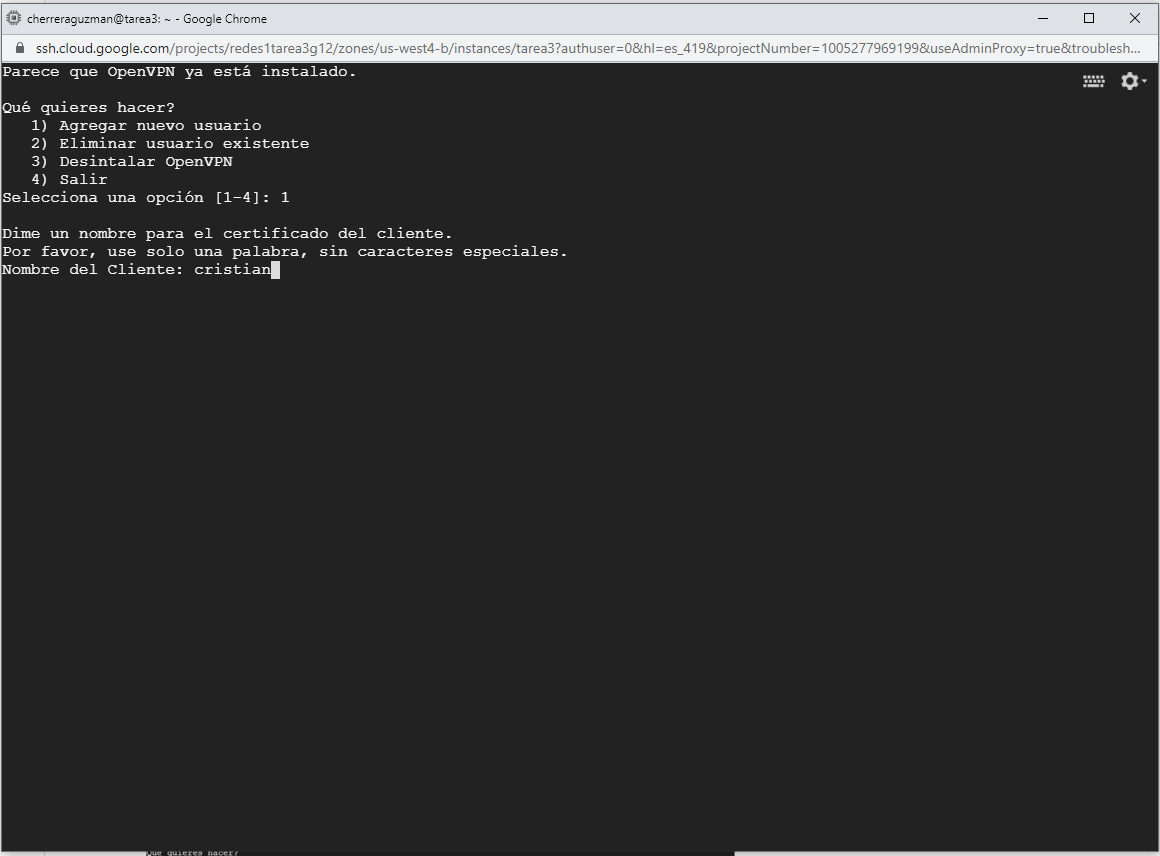 cherreraguzman@tarea3: ~ - Google Chrome
ssh.cloud.google.com/projects/redes1tarea3g12/zones/us-west4-b/instances/tarea3?authuser=0&hl=es_419&projectNumber=1005277969199&useAdminProxy=true&troublesh...
Parece que OpenVPN ya está instalado.
Qué quieres hacer?
1) Agregar nuevo usuario
2) Eliminar usuario existente
3) Desintalar OpenVPN
4) Salir
Selecciona una opción [1-4]: 1
Dime un nombre para el certificado del cliente.
Por favor, use solo una palabra, sin caracteres especiales.
Nombre del Cliente: cristian
Qué quieres hacer?